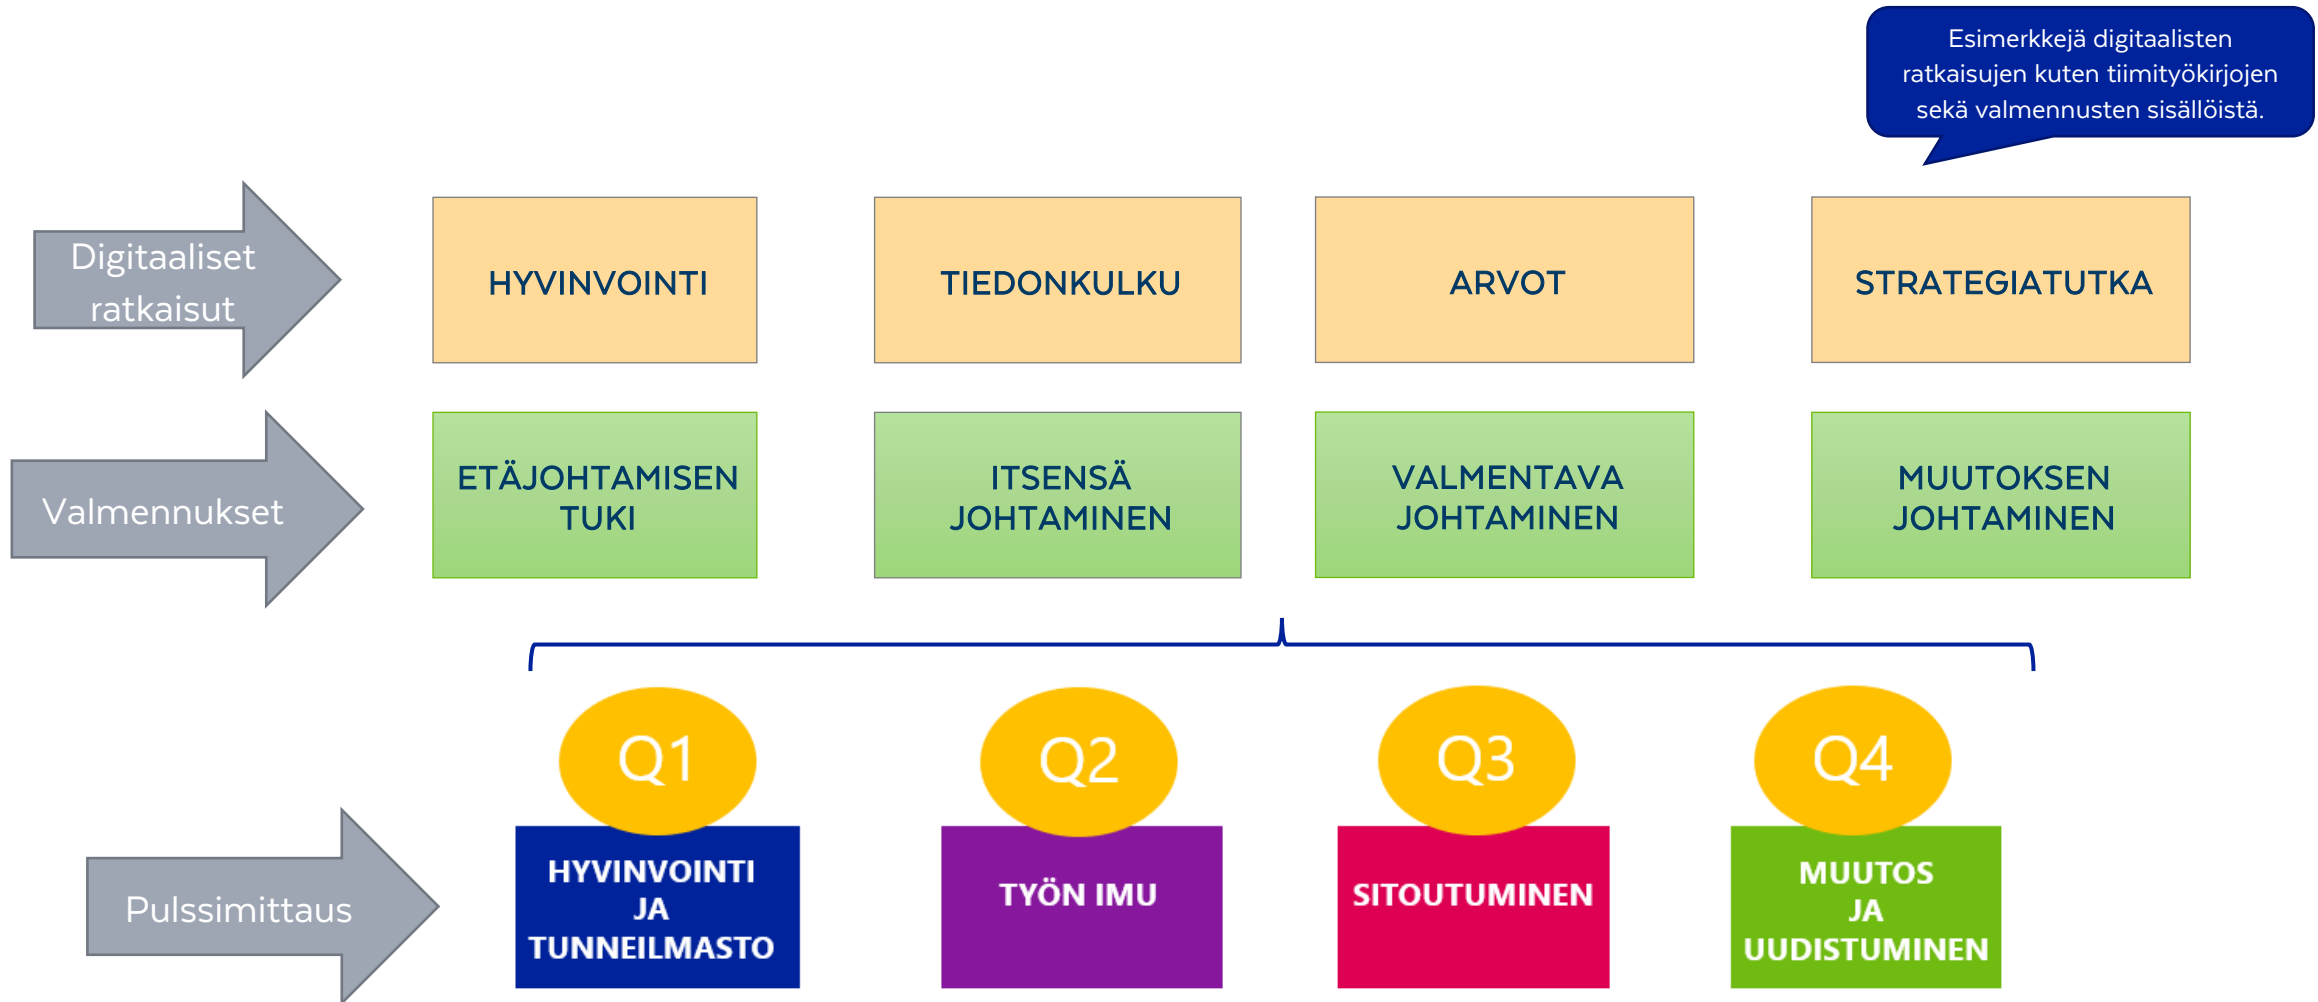 Esimerkkejä digitaalisten
ratkaisujen kuten tiimityökirjojen
sekä valmennusten sisällöistä.
Digitaaliset
ratkaisut
HYVINVOINTI
TIEDONKULKU
ARVOT
STRATEGIATUTKA
Valmennukset
ETÄJOHTAMISEN
TUKI
ITSENSÄ
JOHTAMINEN
VALMENTAVA
JOHTAMINEN
MUUTOKSEN
JOHTAMINEN
Pulssimittaus
Q1
HYVINVOINTI
JA
TUNNEILMASTO
Q2
TYÖN IMU
Q3
SITOUTUMINEN
Q4
MUUTOS
JA
UUDISTUMINEN